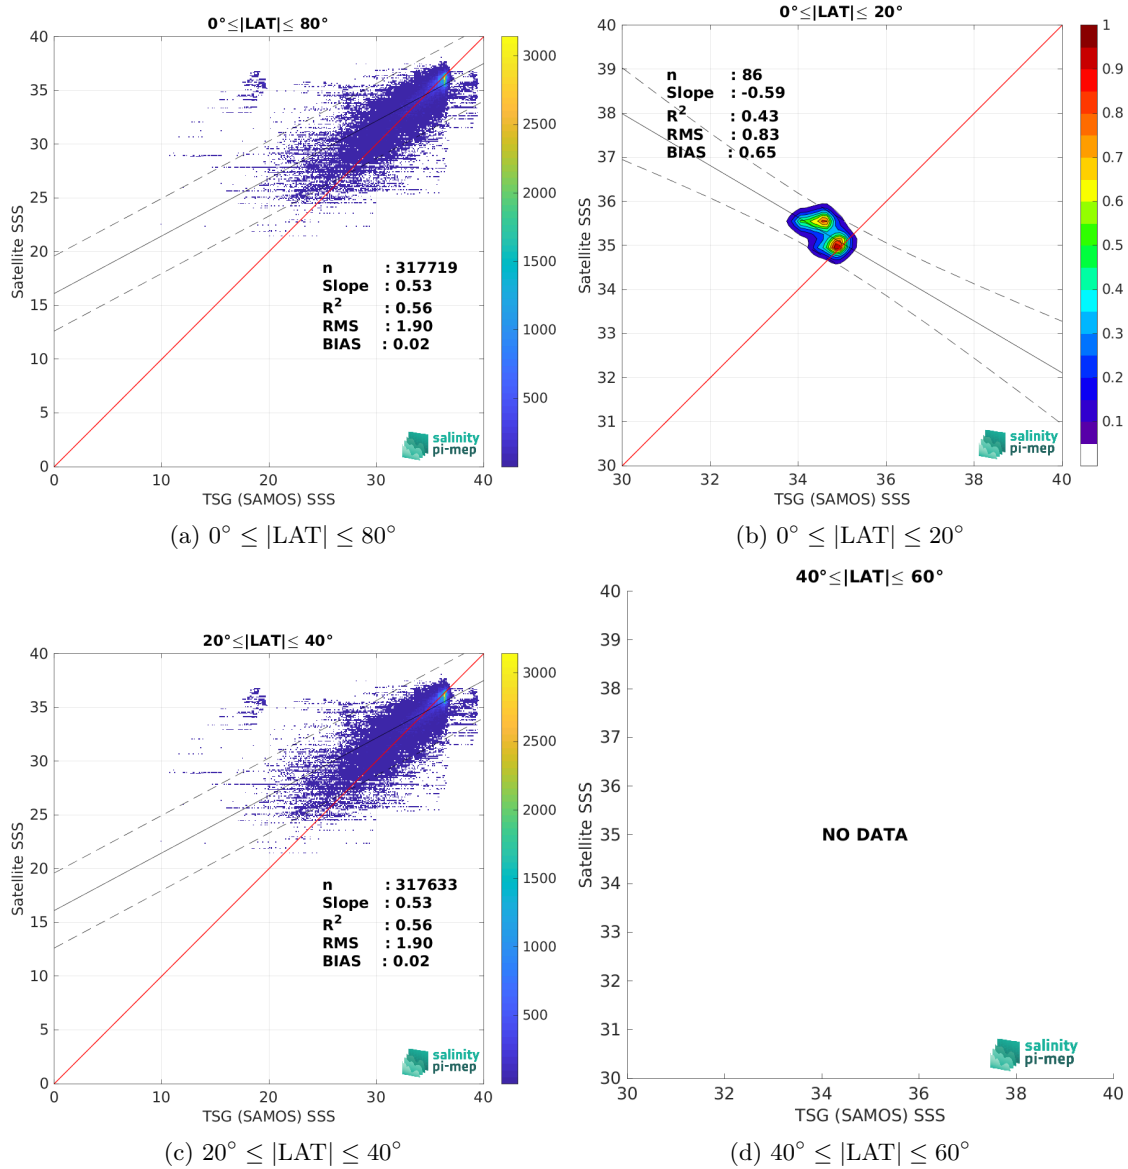 0°≤|LAT|≤ 80°
40
35
30
25
20
15
10
5
0
Satellite SSS
n : 317719
Slope : 0.53
R² : 0.56
RMS : 1.90
BIAS : 0.02
salinity
pi-mep
0 10 20 30 40
TSG (SAMOS) SSS
3000
2500
2000
1500
1000
500
(a) 0° ≤ |LAT| ≤ 80°
0°≤|LAT|≤ 20°
40
39
38
37
36
35
34
33
32
31
30
Satellite SSS
n : 86
Slope : -0.59
R² : 0.43
RMS : 0.83
BIAS : 0.65
salinity
pi-mep
30 32 34 36 38 40
TSG (SAMOS) SSS
1
0.9
0.8
0.7
0.6
0.5
0.4
0.3
0.2
0.1
(b) 0° ≤ |LAT| ≤ 20°
20°≤|LAT|≤ 40°
40
35
30
25
20
15
10
5
0
Satellite SSS
n : 317633
Slope : 0.53
R² : 0.56
RMS : 1.90
BIAS : 0.02
salinity
pi-mep
0 10 20 30 40
TSG (SAMOS) SSS
3000
2500
2000
1500
1000
500
(c) 20° ≤ |LAT| ≤ 40°
40°≤|LAT|≤ 60°
40
39
38
37
36
35
34
33
32
31
30
Satellite SSS
NO DATA
salinity
pi-mep
30 32 34 36 38 40
TSG (SAMOS) SSS
(d) 40° ≤ |LAT| ≤ 60°